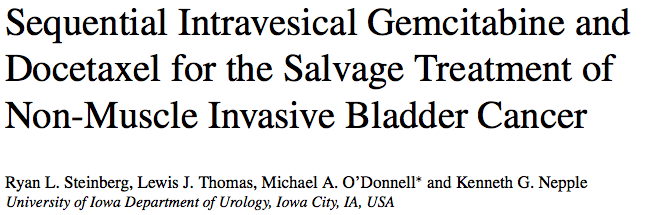 Sequential Intravesical Gemcitabine and
Docetaxel for the Salvage Treatment of
Non-Muscle Invasive Bladder Cancer
Ryan L. Steinberg, Lewis J. Thomas, Michael A. O’Donnell* and Kenneth G. Nepple
University of Iowa Department of Urology, Iowa City, IA, USA